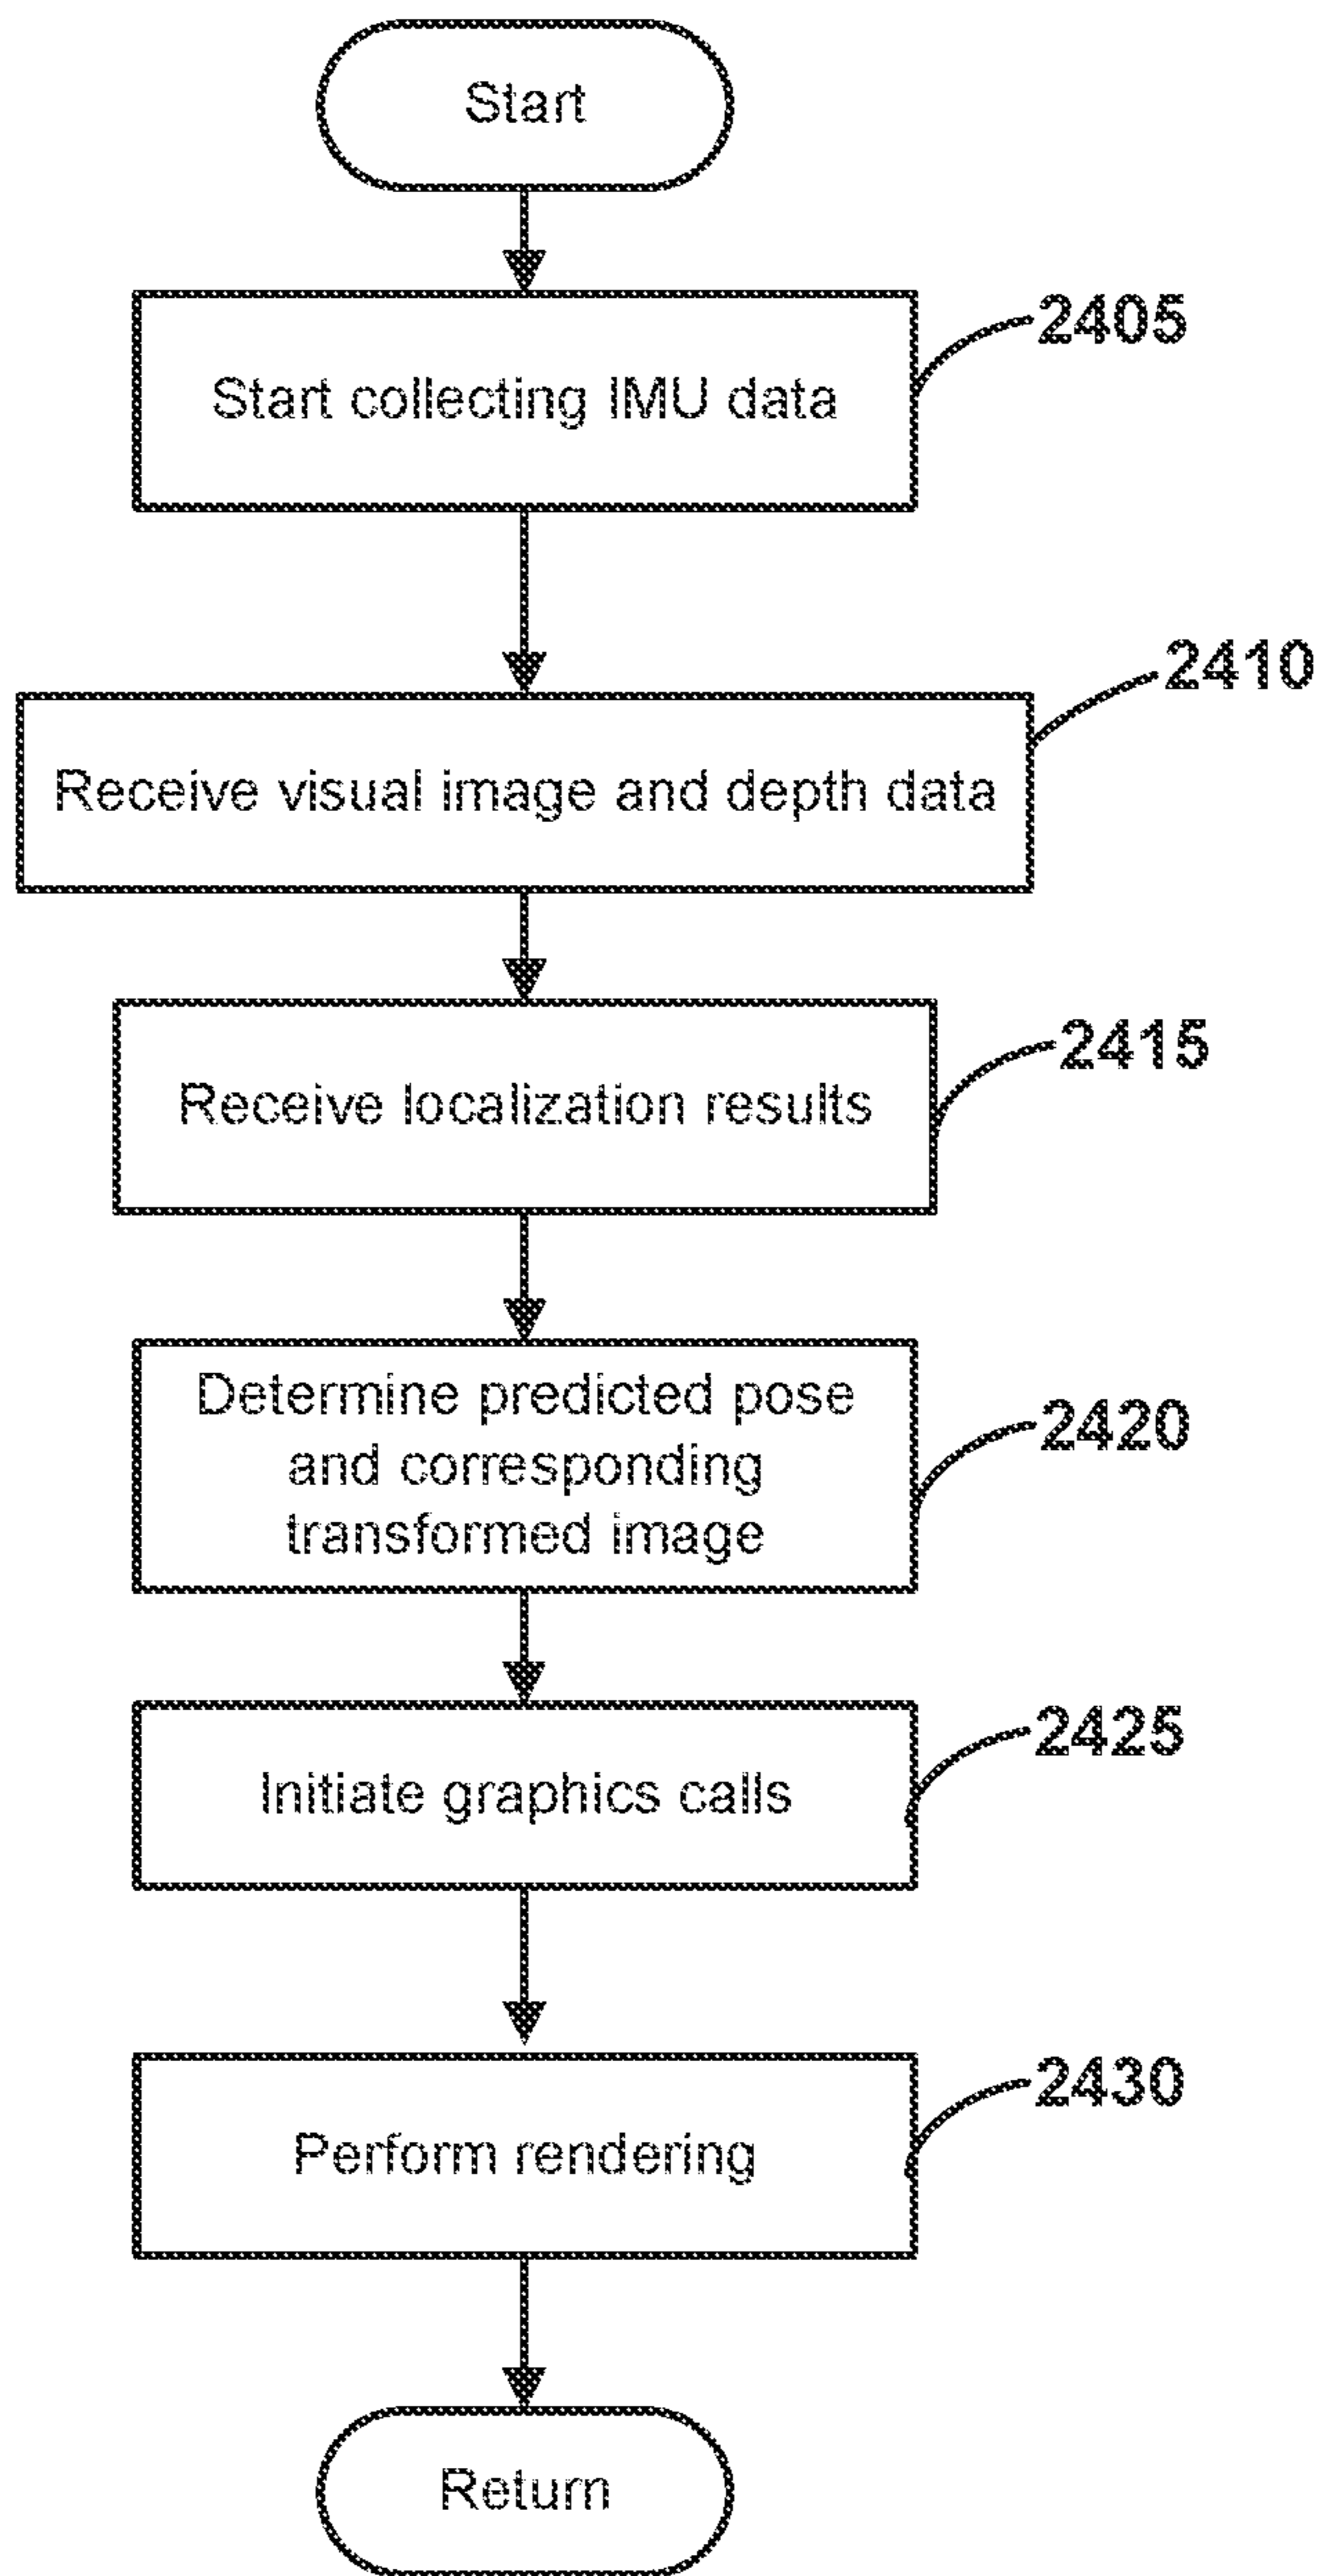 Start
2405
Start collecting IMU data
2410
Receive visual image and depth data
2415
Receive localization results
Determine predicted pose
2420
and corresponding
transformed image
2425
Initiate graphics calls
2430
Perform rendering
Return